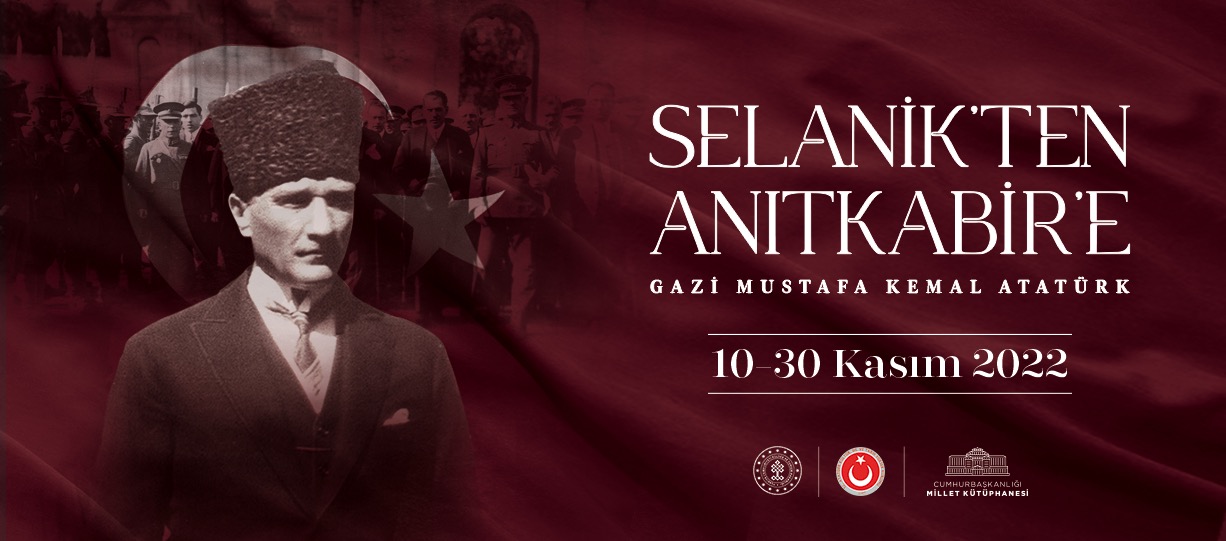 SELANİK'TEN
ANITKABİR'E
GAZİ MUSTAFA KEMAL ATATÜRK
10-30 Kasım 2022
CUMHURBAŞKANLIĞI
MİLLET KÜTÜPHANESİ